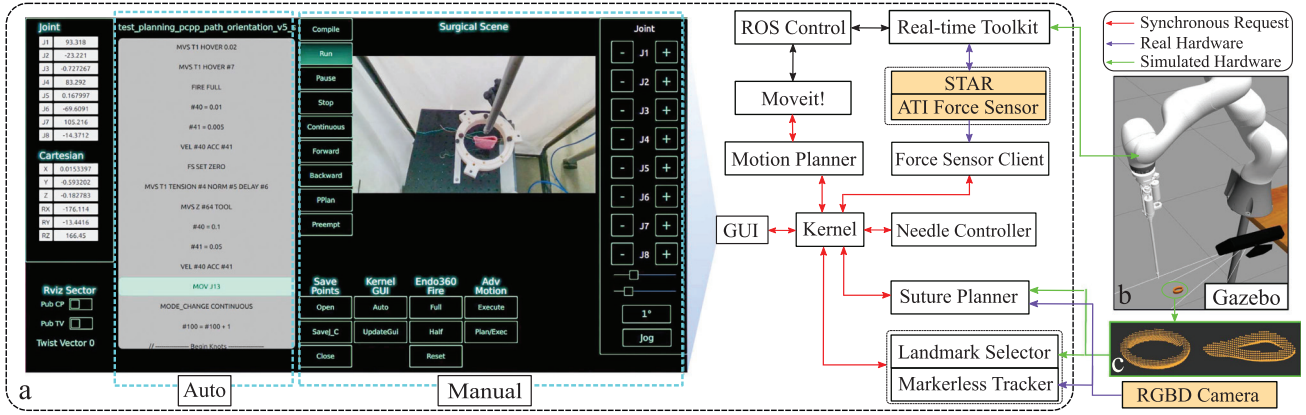 Joint
J1 93.318
J2 -23.221
J3 -0.727267
J4 83.292
J5 0.167997
J6 -69.6091
J7 105.216
J8 -14.3712
Cartesian
X 0.0153397
Y -0.593202
Z -0.182783
RX -176.114
RY -13.4416
RZ 166.45
Rviz Sector
Pub CP
Pub TV
Twist Vector 0
test_planning_pcpp_path_orientation_v5_s
MVS T1 HOVER 0.02
MVS T1 HOVER #7
FIRE FULL
#40 = 0.01
#41 = 0.005
VEL #40 ACC #41
FS SET ZERO
MVS T1 TENSION #4 NORM #5 DELAY #6
MVS Z #64 TOOL
#40 = 0.1
#41 = 0.05
VEL #40 ACC #41
MOV J13
MODE_CHANGE CONTINUOUS
#100 = #100 + 1
// ————— Begin Knots —————
Compile
Run
Pause
Stop
Continuous
Forward
Backward
PPlan
Preempt
Surgical Scene
Save Points
Kernel GUI
Endo360 Fire
Adv Motion
Open Auto Full Execute
SaveJ_C UpdateGui Half Plan/Exec
Close Reset
Joint
- J1 +
- J2 +
- J3 +
- J4 +
- J5 +
- J6 +
- J7 +
- J8 +
1°
Jog
a
Auto
Manual
ROS Control
Real-time Toolkit
Moveit!
STAR
ATI Force Sensor
Motion Planner
Force Sensor Client
GUI
Kernel
Needle Controller
Suture Planner
Landmark Selector
Markerless Tracker
Synchronous Request
Real Hardware
Simulated Hardware
b
Gazebo
c
RGBD Camera